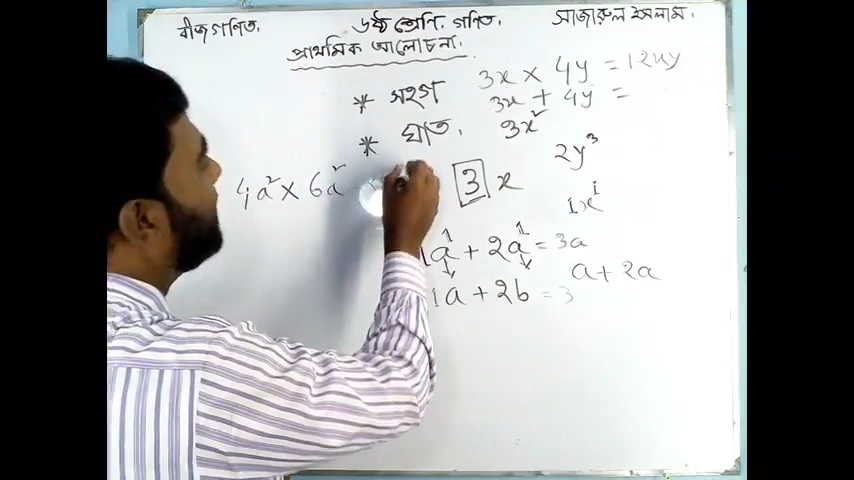 বীজগণিত. ৬ষ্ঠ শ্রেণি. গণিত. সাজারুল ইসলাম.
প্রাথমিক আলোচনা.
* সহগ 3x × 4y = 12xy
3x + 4y =
* ঘাত. 3x²
2y³
4a² × 6a² 3 x
1x¹
1a¹ + 2a¹ = 3a
a + 2a
1a + 2b = 3